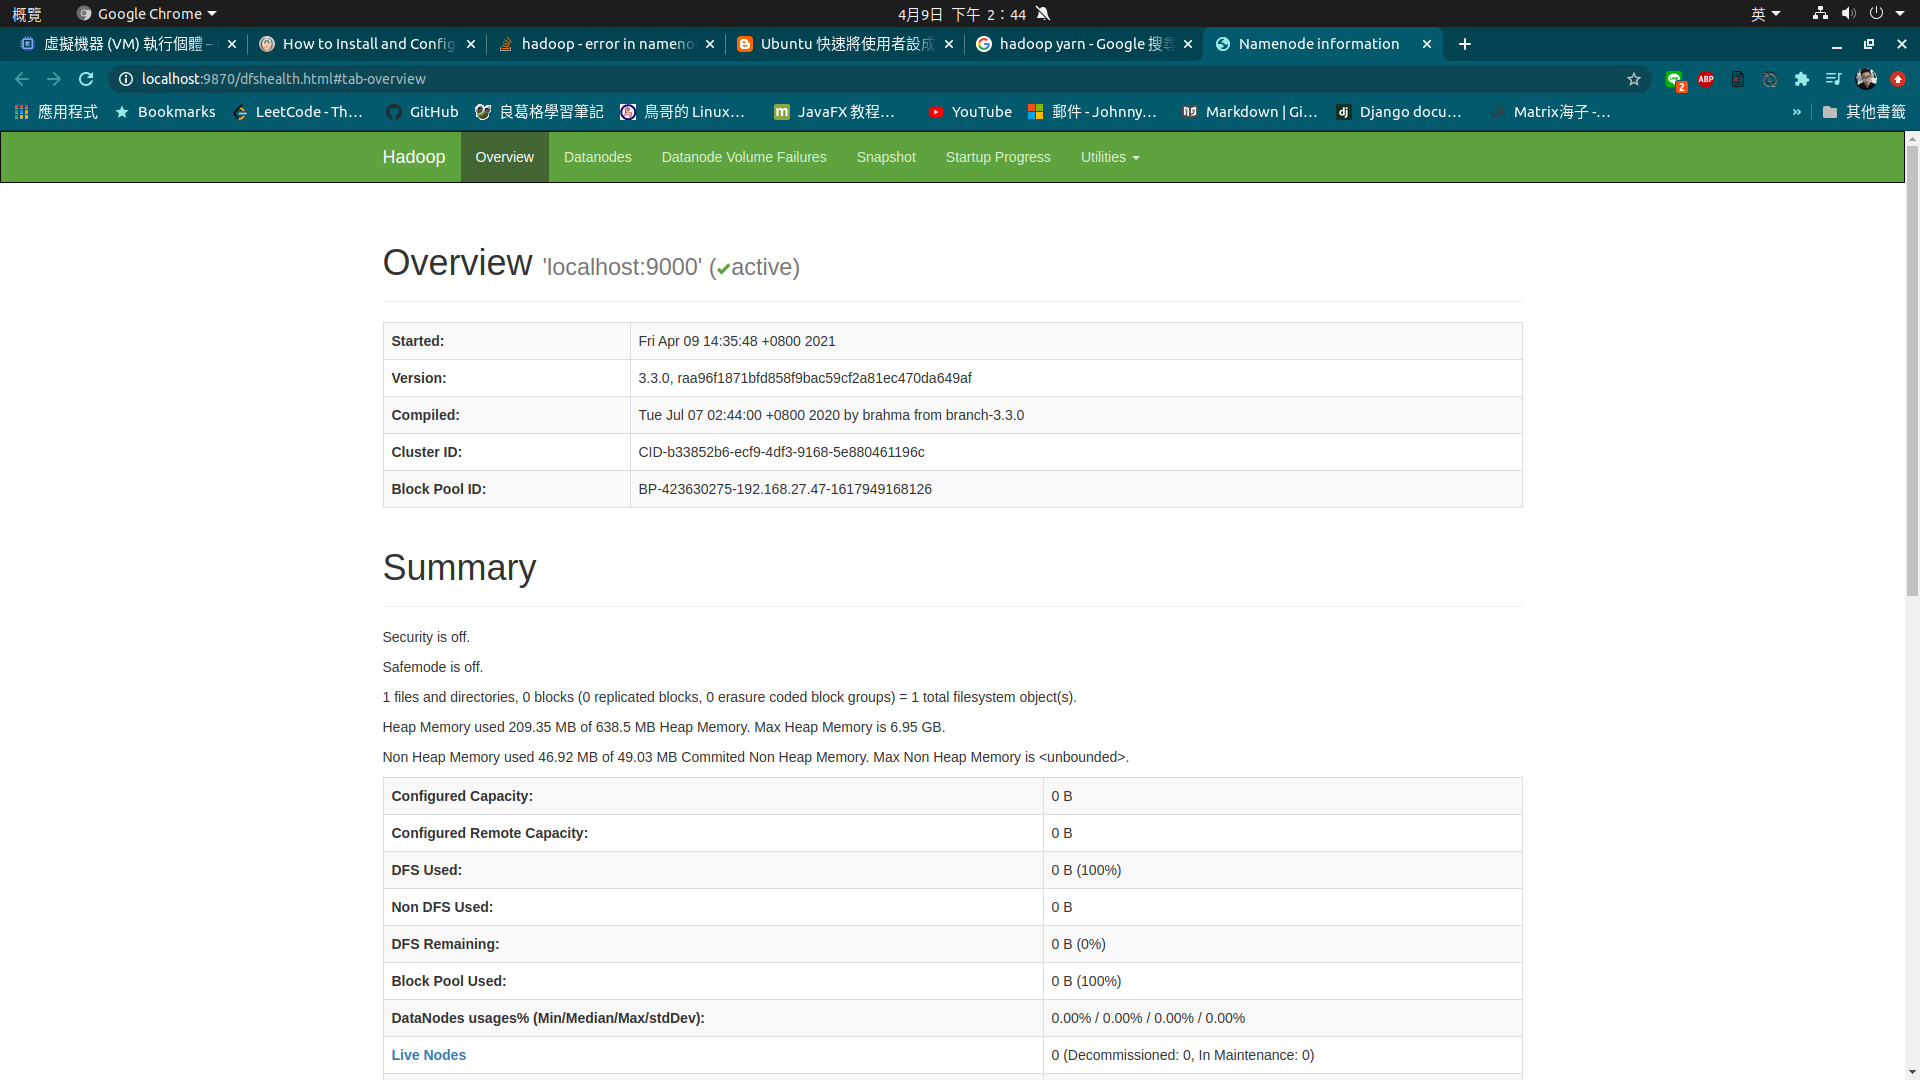 概覽 Google Chrome 4月9日 下午 2：44 英
虛擬機器 (VM) 執行個體 – How to Install and Config hadoop - error in nameno Ubuntu 快速將使用者設成 hadoop yarn - Google 搜尋 Namenode information
localhost:9870/dfshealth.html#tab-overview 2 ABP
應用程式 Bookmarks LeetCode - Th… GitHub 良葛格學習筆記 鳥哥的 Linux… JavaFX 教程… YouTube 郵件 - Johnny… Markdown | Gi… Django docu… Matrix海子 -… » 其他書籤
Hadoop Overview Datanodes Datanode Volume Failures Snapshot Startup Progress Utilities
Overview 'localhost:9000' (✔active)
Started: Fri Apr 09 14:35:48 +0800 2021
Version: 3.3.0, raa96f1871bfd858f9bac59cf2a81ec470da649af
Compiled: Tue Jul 07 02:44:00 +0800 2020 by brahma from branch-3.3.0
Cluster ID: CID-b33852b6-ecf9-4df3-9168-5e880461196c
Block Pool ID: BP-423630275-192.168.27.47-1617949168126
Summary
Security is off.
Safemode is off.
1 files and directories, 0 blocks (0 replicated blocks, 0 erasure coded block groups) = 1 total filesystem object(s).
Heap Memory used 209.35 MB of 638.5 MB Heap Memory. Max Heap Memory is 6.95 GB.
Non Heap Memory used 46.92 MB of 49.03 MB Commited Non Heap Memory. Max Non Heap Memory is <unbounded>.
Configured Capacity: 0 B
Configured Remote Capacity: 0 B
DFS Used: 0 B (100%)
Non DFS Used: 0 B
DFS Remaining: 0 B (0%)
Block Pool Used: 0 B (100%)
DataNodes usages% (Min/Median/Max/stdDev): 0.00% / 0.00% / 0.00% / 0.00%
Live Nodes 0 (Decommissioned: 0, In Maintenance: 0)